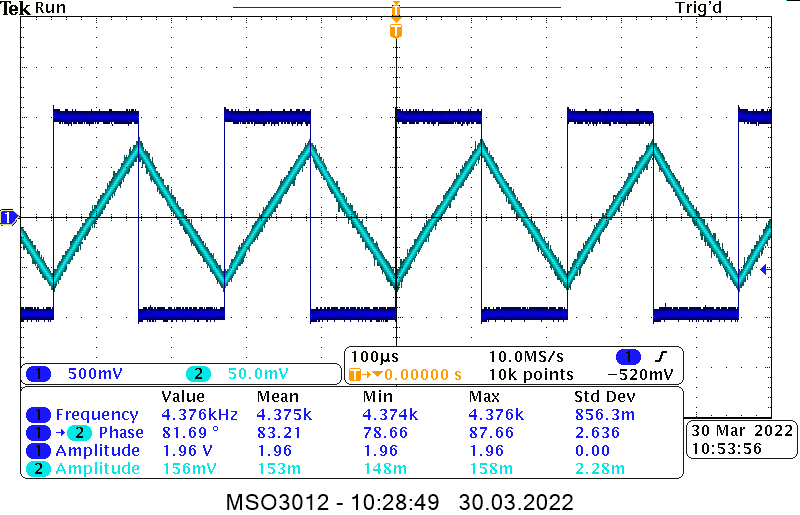 Tek Run Trig'd
T
T
1
100µs 10.0MS/s 1
T→▼0.00000 s 10k points −520mV
1 500mV 2 50.0mV
Value Mean Min Max Std Dev
1 Frequency 4.376kHz 4.375k 4.374k 4.376k 856.3m
1 → 2 Phase 81.69 ° 83.21 78.66 87.66 2.636
1 Amplitude 1.96 V 1.96 1.96 1.96 0.00
2 Amplitude 156mV 153m 148m 158m 2.28m
30 Mar 2022
10:53:56
MSO3012 - 10:28:49 30.03.2022